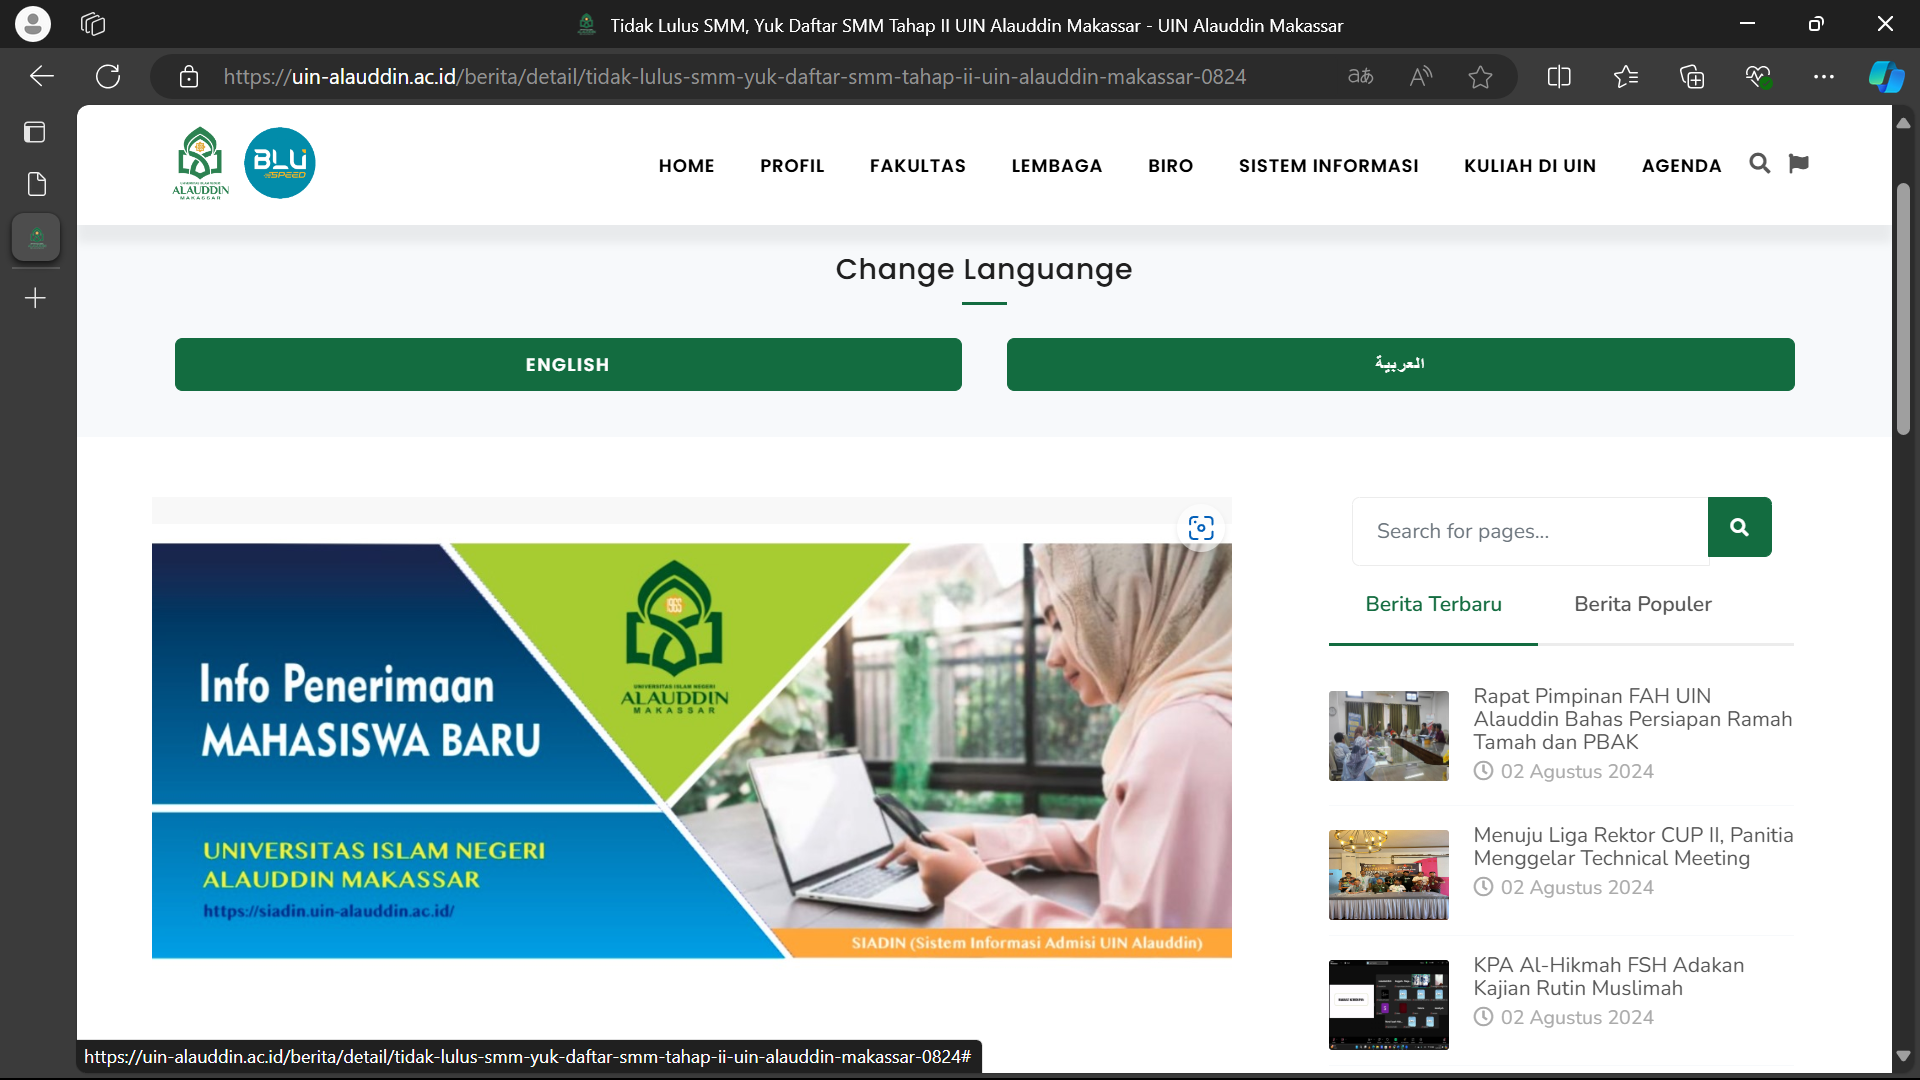 Tidak Lulus SMM, Yuk Daftar SMM Tahap II UIN Alauddin Makassar - UIN Alauddin Makassar
https://uin-alauddin.ac.id/berita/detail/tidak-lulus-smm-yuk-daftar-smm-tahap-ii-uin-alauddin-makassar-0824
ALAUDDIN
MAKASSAR
BLU
SPEED
HOME PROFIL FAKULTAS LEMBAGA BIRO SISTEM INFORMASI KULIAH DI UIN AGENDA
Change Languange
ENGLISH العربية
Search for pages...
Berita Terbaru Berita Populer
1965
UNIVERSITAS ISLAM NEGERI
ALAUDDIN
MAKASSAR
Info Penerimaan
MAHASISWA BARU
UNIVERSITAS ISLAM NEGERI
ALAUDDIN MAKASSAR
https://siadin.uin-alauddin.ac.id/
SIADIN (Sistem Informasi Admisi UIN Alauddin)
Rapat Pimpinan FAH UIN
Alauddin Bahas Persiapan Ramah
Tamah dan PBAK
02 Agustus 2024
Menuju Liga Rektor CUP II, Panitia
Menggelar Technical Meeting
02 Agustus 2024
KPA Al-Hikmah FSH Adakan
Kajian Rutin Muslimah
02 Agustus 2024
https://uin-alauddin.ac.id/berita/detail/tidak-lulus-smm-yuk-daftar-smm-tahap-ii-uin-alauddin-makassar-0824#